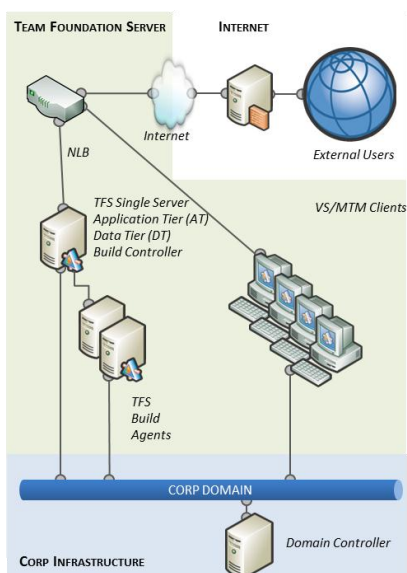 TEAM FOUNDATION SERVER
INTERNET
Internet
External Users
NLB
TFS Single Server
Application Tier (AT)
Data Tier (DT)
Build Controller
VS/MTM Clients
TFS
Build
Agents
CORP DOMAIN
Domain Controller
CORP INFRASTRUCTURE